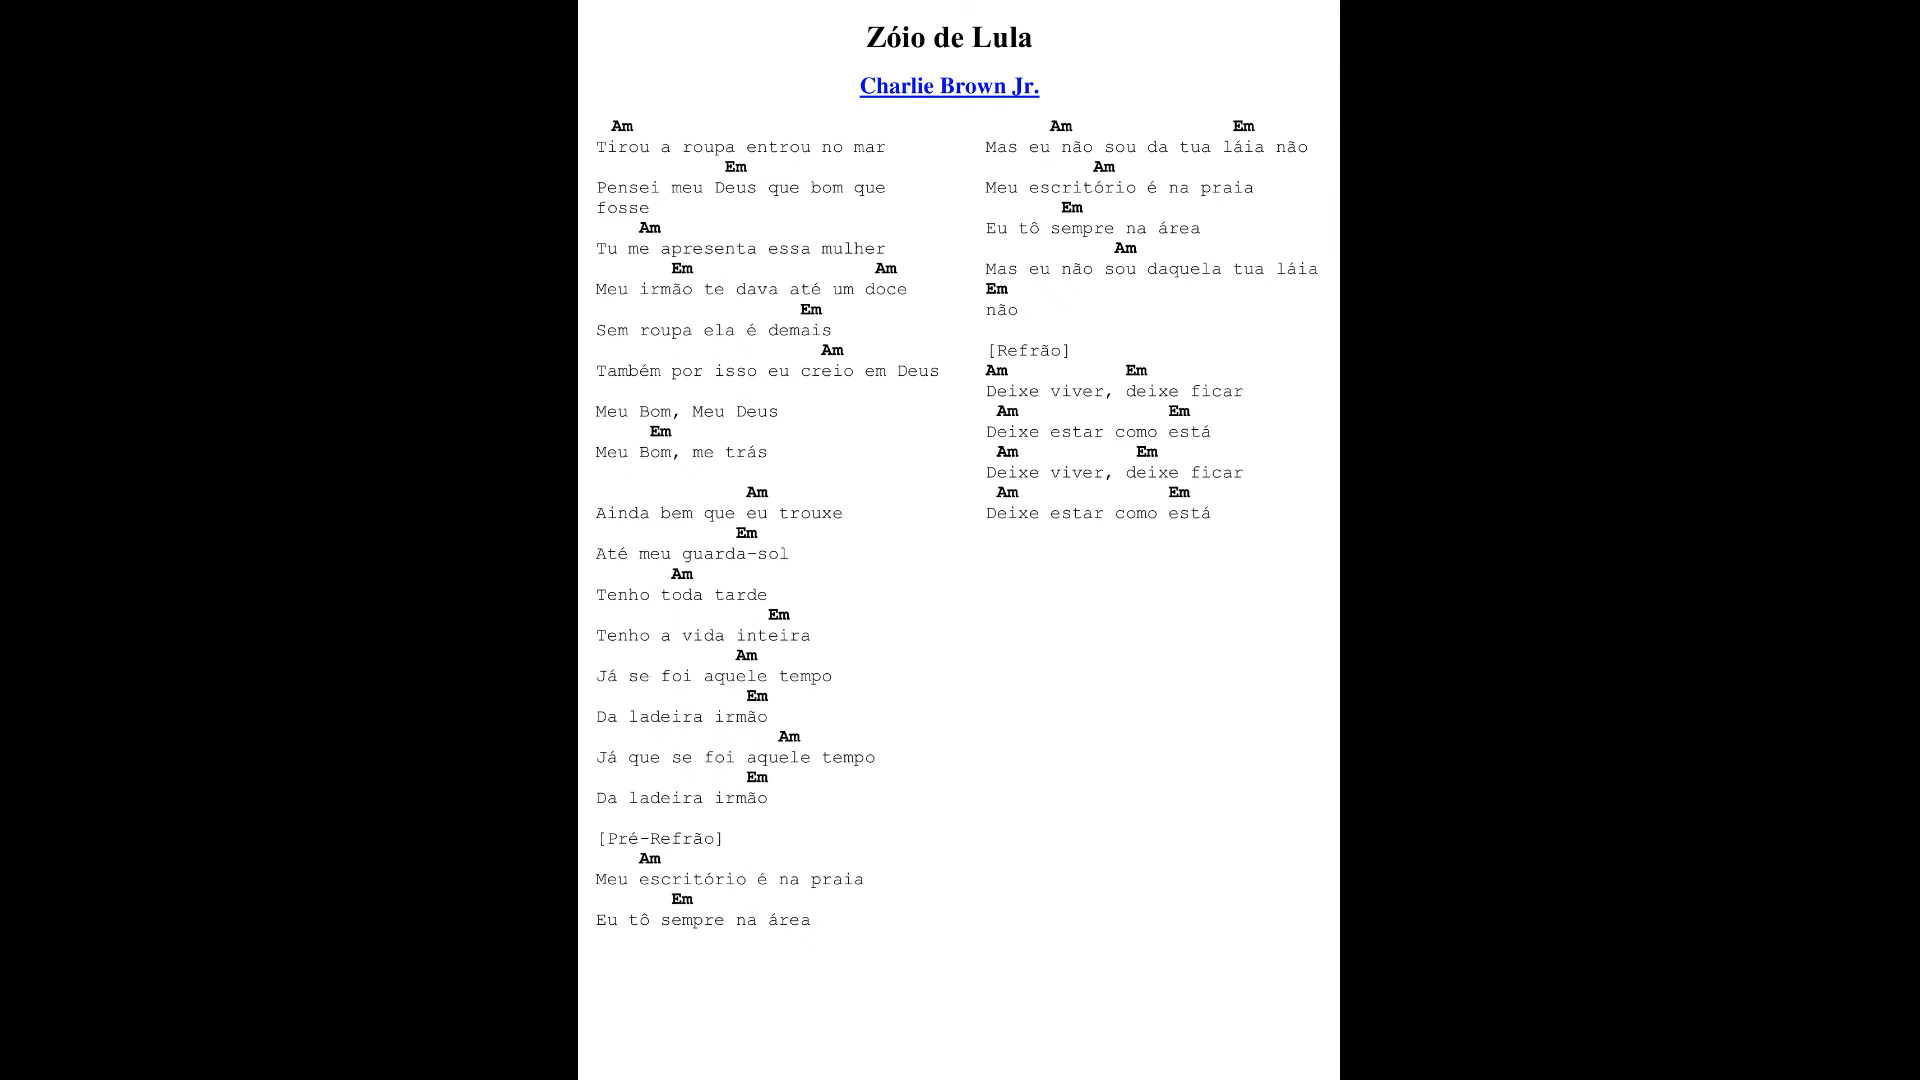 Zóio de Lula
Charlie Brown Jr.
Am
Tirou a roupa entrou no mar
Em
Pensei meu Deus que bom que
fosse
Am
Tu me apresenta essa mulher
Em Am
Meu irmão te dava até um doce
Em
Sem roupa ela é demais
Am
Também por isso eu creio em Deus
Meu Bom, Meu Deus
Em
Meu Bom, me trás
Am
Ainda bem que eu trouxe
Em
Até meu guarda-sol
Am
Tenho toda tarde
Em
Tenho a vida inteira
Am
Já se foi aquele tempo
Em
Da ladeira irmão
Am
Já que se foi aquele tempo
Em
Da ladeira irmão
[Pré-Refrão]
Am
Meu escritório é na praia
Em
Eu tô sempre na área
Am Em
Mas eu não sou da tua láia não
Am
Meu escritório é na praia
Em
Eu tô sempre na área
Am
Mas eu não sou daquela tua láia
Em
não
[Refrão]
Am Em
Deixe viver, deixe ficar
Am Em
Deixe estar como está
Am Em
Deixe viver, deixe ficar
Am Em
Deixe estar como está